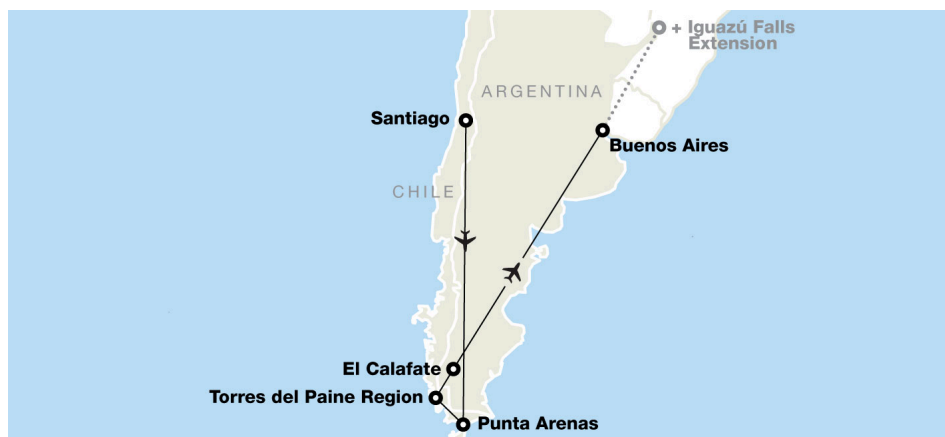 + Iguazú Falls
Extension
ARGENTINA
Santiago
Buenos Aires
CHILE
El Calafate
Torres del Paine Region
Punta Arenas